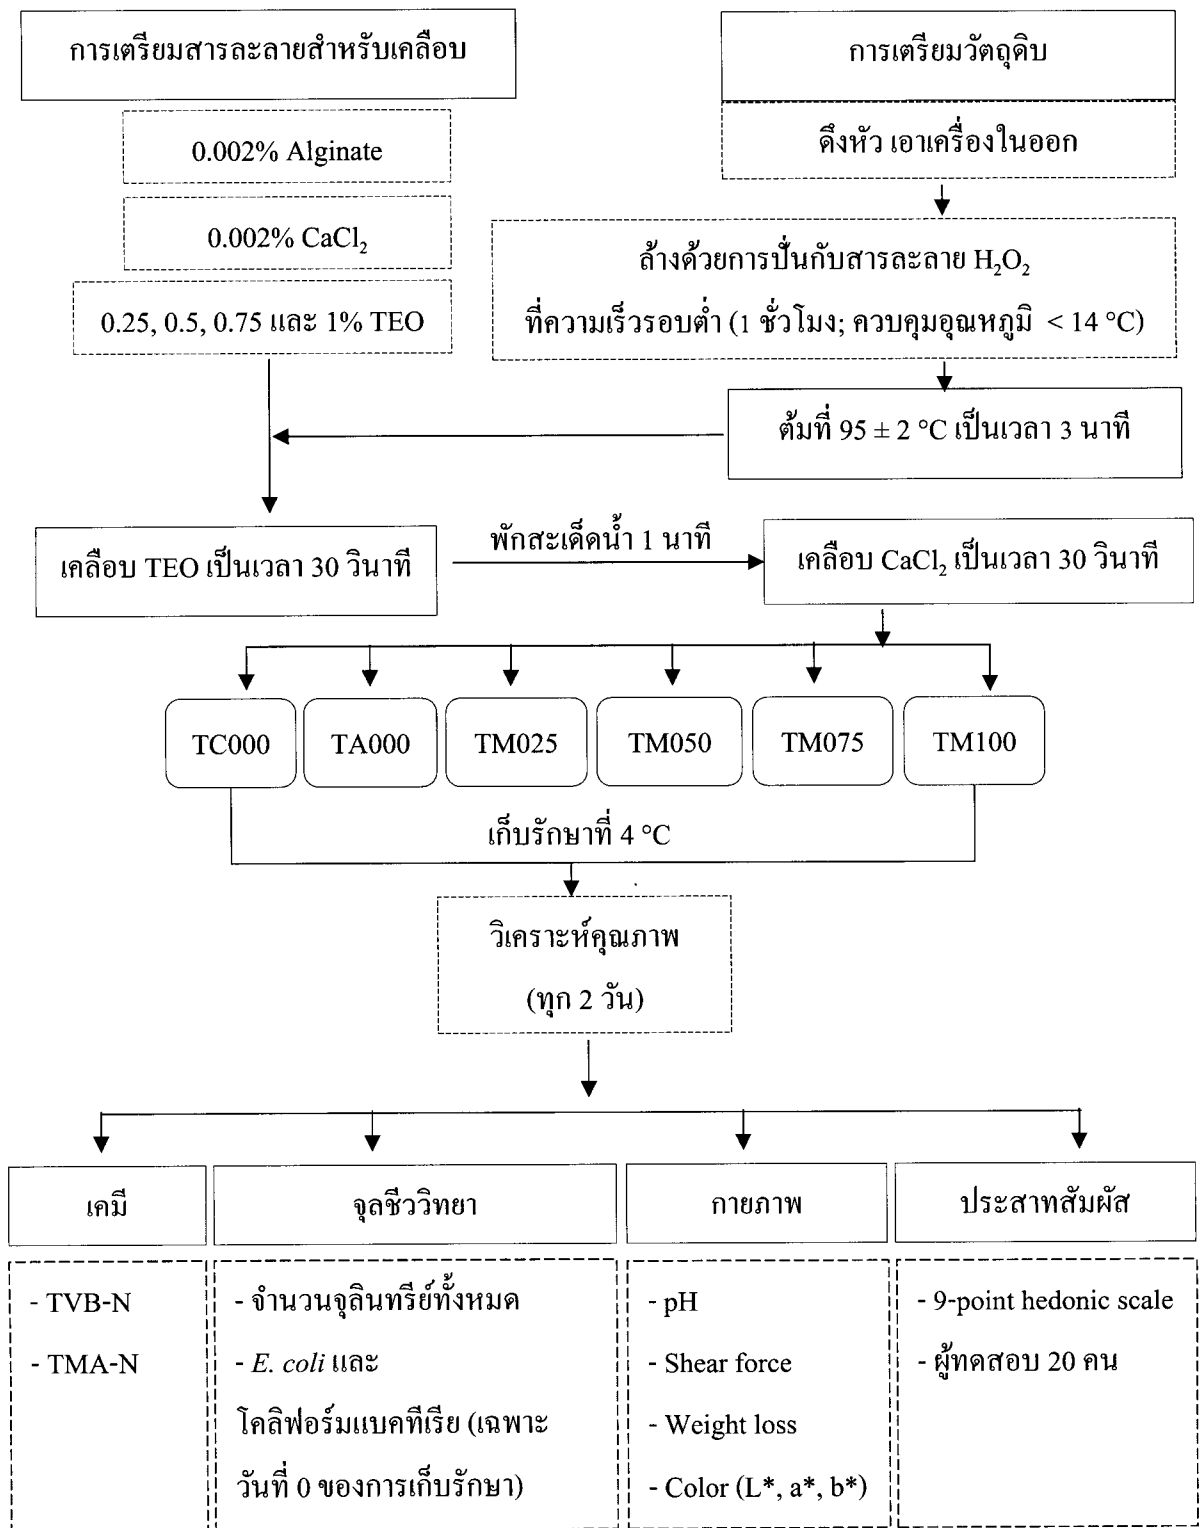 การเตรียมสารละลายสำหรับเคลือบ
0.002% Alginate
0.002% CaCl₂
0.25, 0.5, 0.75 และ 1% TEO
การเตรียมวัตถุดิบ
ดึงหัว เอาเครื่องในออก
ล้างด้วยการปั่นกับสารละลาย H₂O₂
ที่ความเร็วรอบต่ำ (1 ชั่วโมง; ควบคุมอุณหภูมิ < 14 °C)
ต้มที่ 95 ± 2 °C เป็นเวลา 3 นาที
เคลือบ TEO เป็นเวลา 30 วินาที
พักสะเด็ดน้ำ 1 นาที
เคลือบ CaCl₂ เป็นเวลา 30 วินาที
TC000
TA000
TM025
TM050
TM075
TM100
เก็บรักษาที่ 4 °C
วิเคราะห์คุณภาพ
(ทุก 2 วัน)
เคมี
- TVB-N
- TMA-N
จุลชีววิทยา
- จำนวนจุลินทรีย์ทั้งหมด
- E. coli และ
โคลิฟอร์มแบคทีเรีย (เฉพาะ
วันที่ 0 ของการเก็บรักษา)
กายภาพ
- pH
- Shear force
- Weight loss
- Color (L*, a*, b*)
ประสาทสัมผัส
- 9-point hedonic scale
- ผู้ทดสอบ 20 คน